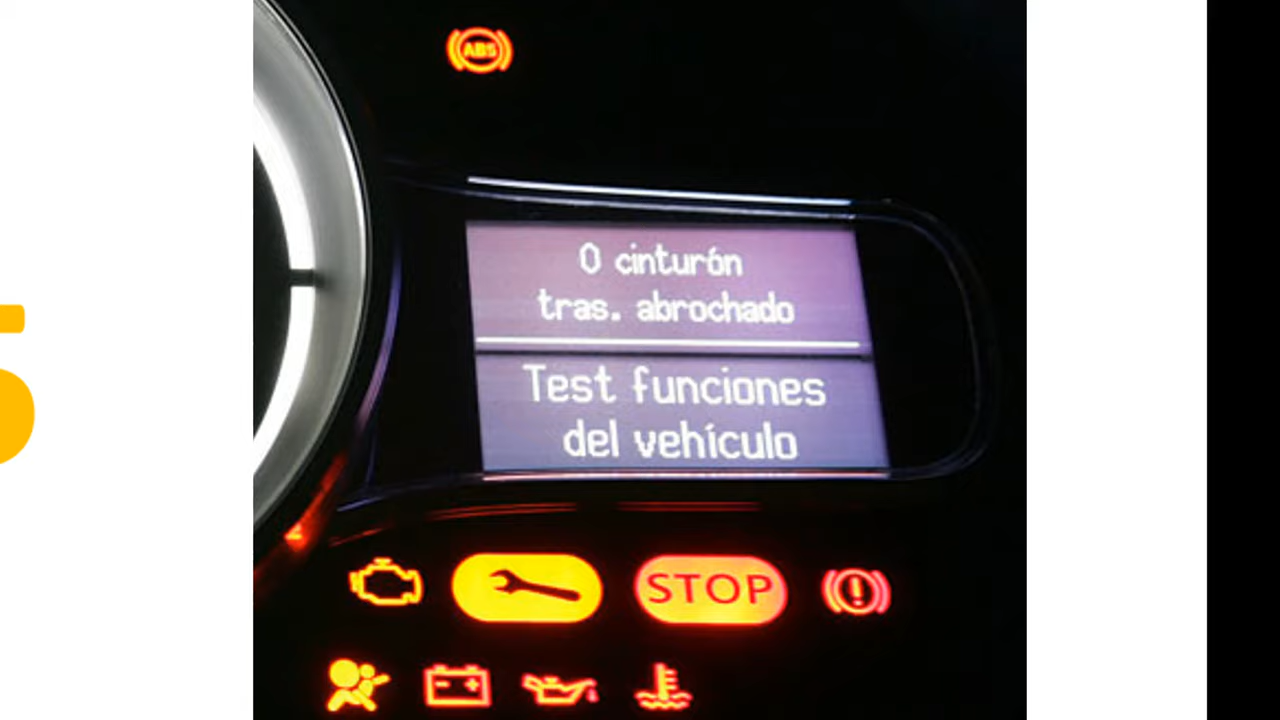 ABS
0 cinturón
tras. abrochado
Test funciones
del vehículo
STOP